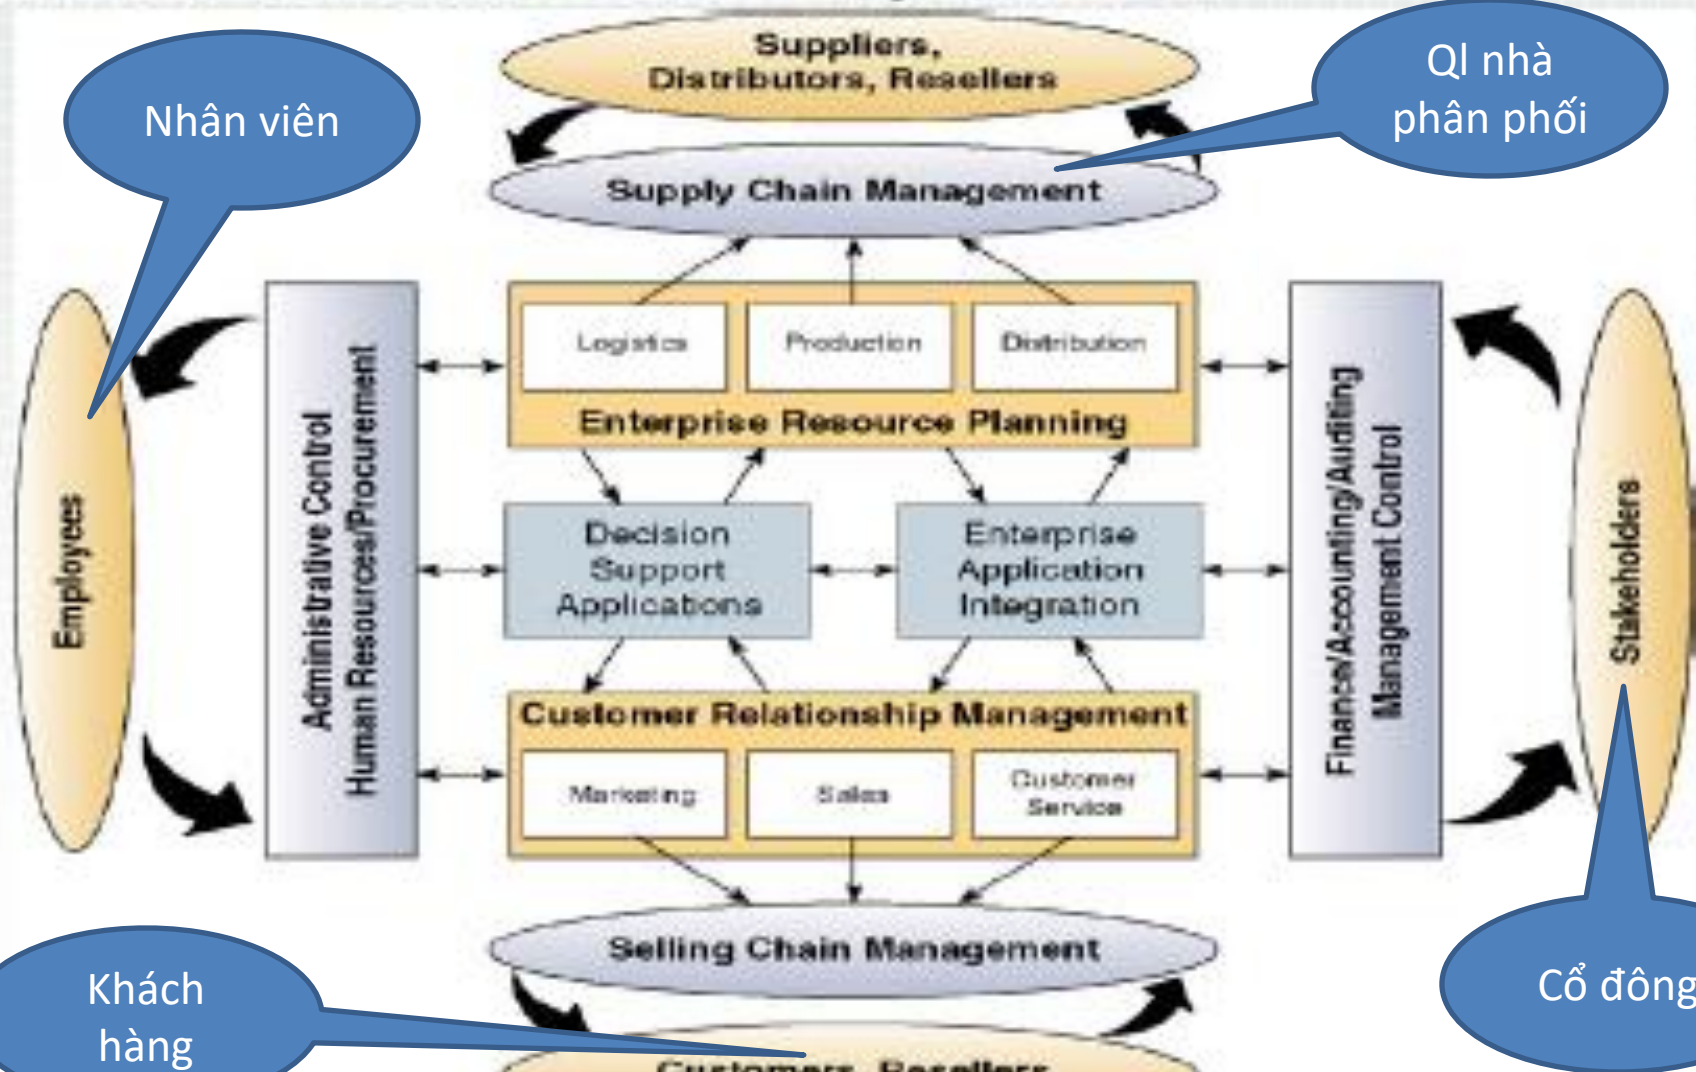 Suppliers,
Distributors, Resellers
Ql nhà
phân phối
Nhân viên
Supply Chain Management
Logistics
Production
Distribution
Enterprise Resource Planning
Employees
Administrative Control
Human Resources/Procurement
Decision
Support
Applications
Enterprise
Application
Integration
Finance/Accounting/Auditing
Management Control
Stakeholders
Customer Relationship Management
Marketing
Sales
Customer
Service
Selling Chain Management
Khách
hàng
Cổ đông
Customers, Resellers